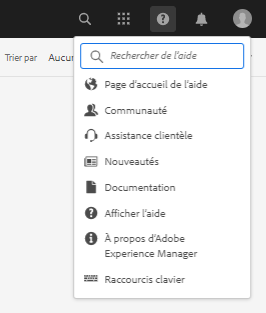 Rechercher de l'aide
Trier par Aucun
Page d'accueil de l'aide
Communauté
Assistance clientèle
Nouveautés
Documentation
Afficher l'aide
À propos d'Adobe
Experience Manager
Raccourcis clavier